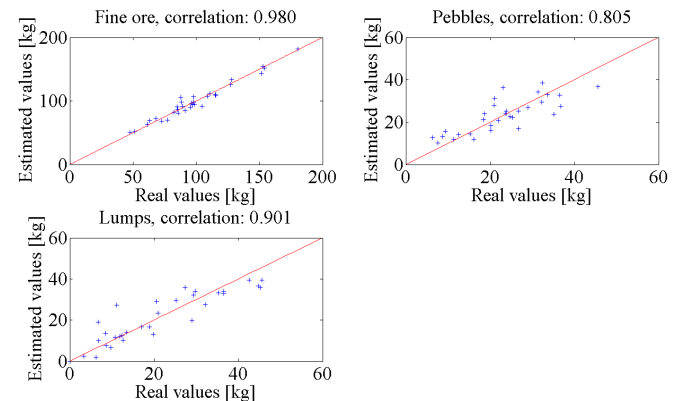 Fine ore, correlation: 0.980
Estimated values [kg]
200
100
0
0 50 100 150 200
Real values [kg]
Pebbles, correlation: 0.805
Estimated values [kg]
60
40
20
0
0 20 40 60
Real values [kg]
Lumps, correlation: 0.901
Estimated values [kg]
60
40
20
0
0 20 40 60
Real values [kg]